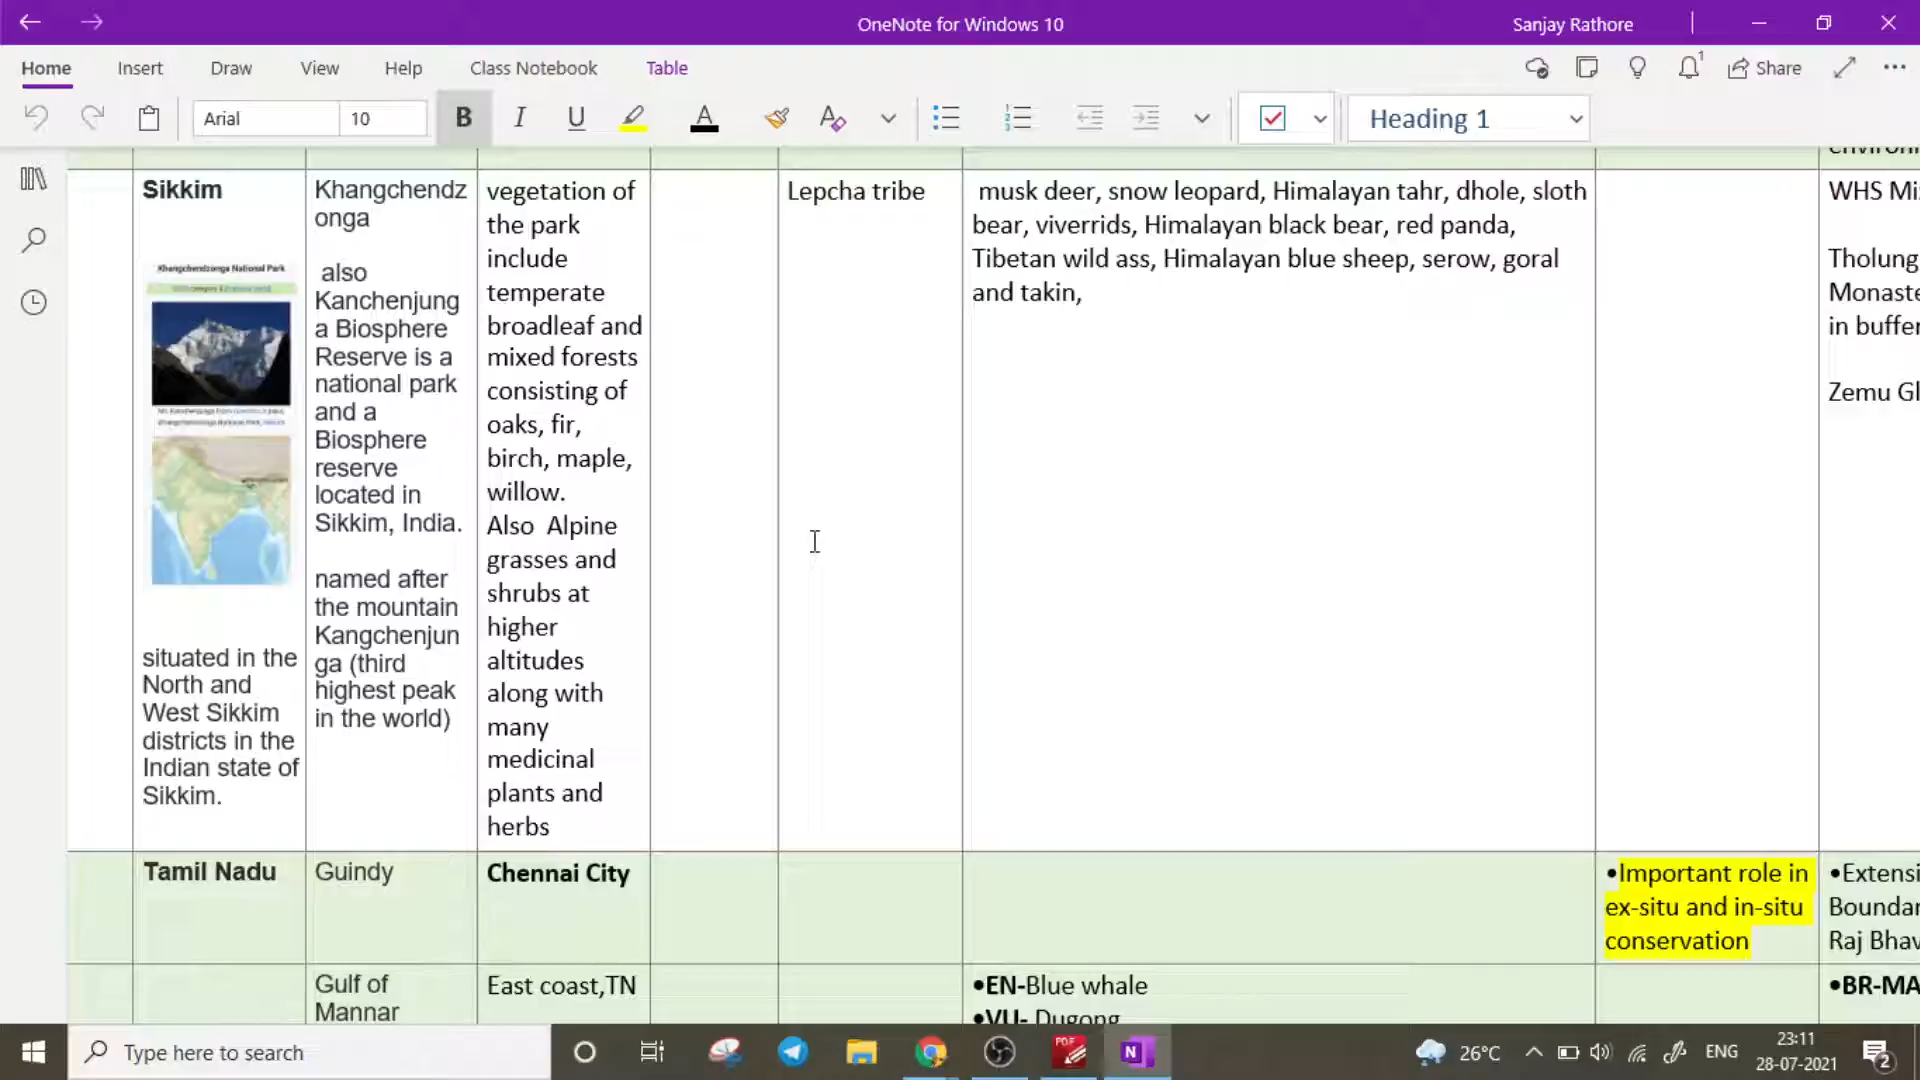 OneNote for Windows 10
Sanjay Rathore
Home
Insert
Draw
View
Help
Class Notebook
Table
1
Share
Arial
10
B
I
U
A
A
Heading 1
Sikkim
Khangchendzonga National Park
situated in the
North and
West Sikkim
districts in the
Indian state of
Sikkim.
Khangchendz
onga
also
Kanchenjung
a Biosphere
Reserve is a
national park
and a
Biosphere
reserve
located in
Sikkim, India.
named after
the mountain
Kangchenjun
ga (third
highest peak
in the world)
vegetation of
the park
include
temperate
broadleaf and
mixed forests
consisting of
oaks, fir,
birch, maple,
willow.
Also  Alpine
grasses and
shrubs at
higher
altitudes
along with
many
medicinal
plants and
herbs
Lepcha tribe
musk deer, snow leopard, Himalayan tahr, dhole, sloth
bear, viverrids, Himalayan black bear, red panda,
Tibetan wild ass, Himalayan blue sheep, serow, goral
and takin,
WHS Mi
Tholung
Monaste
in buffer
Zemu Gl
Tamil Nadu
Guindy
Chennai City
•Important role in
ex-situ and in-situ
conservation
•Extensi
Boundar
Raj Bhav
Gulf of
Mannar
East coast,TN
•EN-Blue whale
•VU- Dugong
•BR-MA
Type here to search
PDF
N
26°C
ENG
23:11
28-07-2021
2